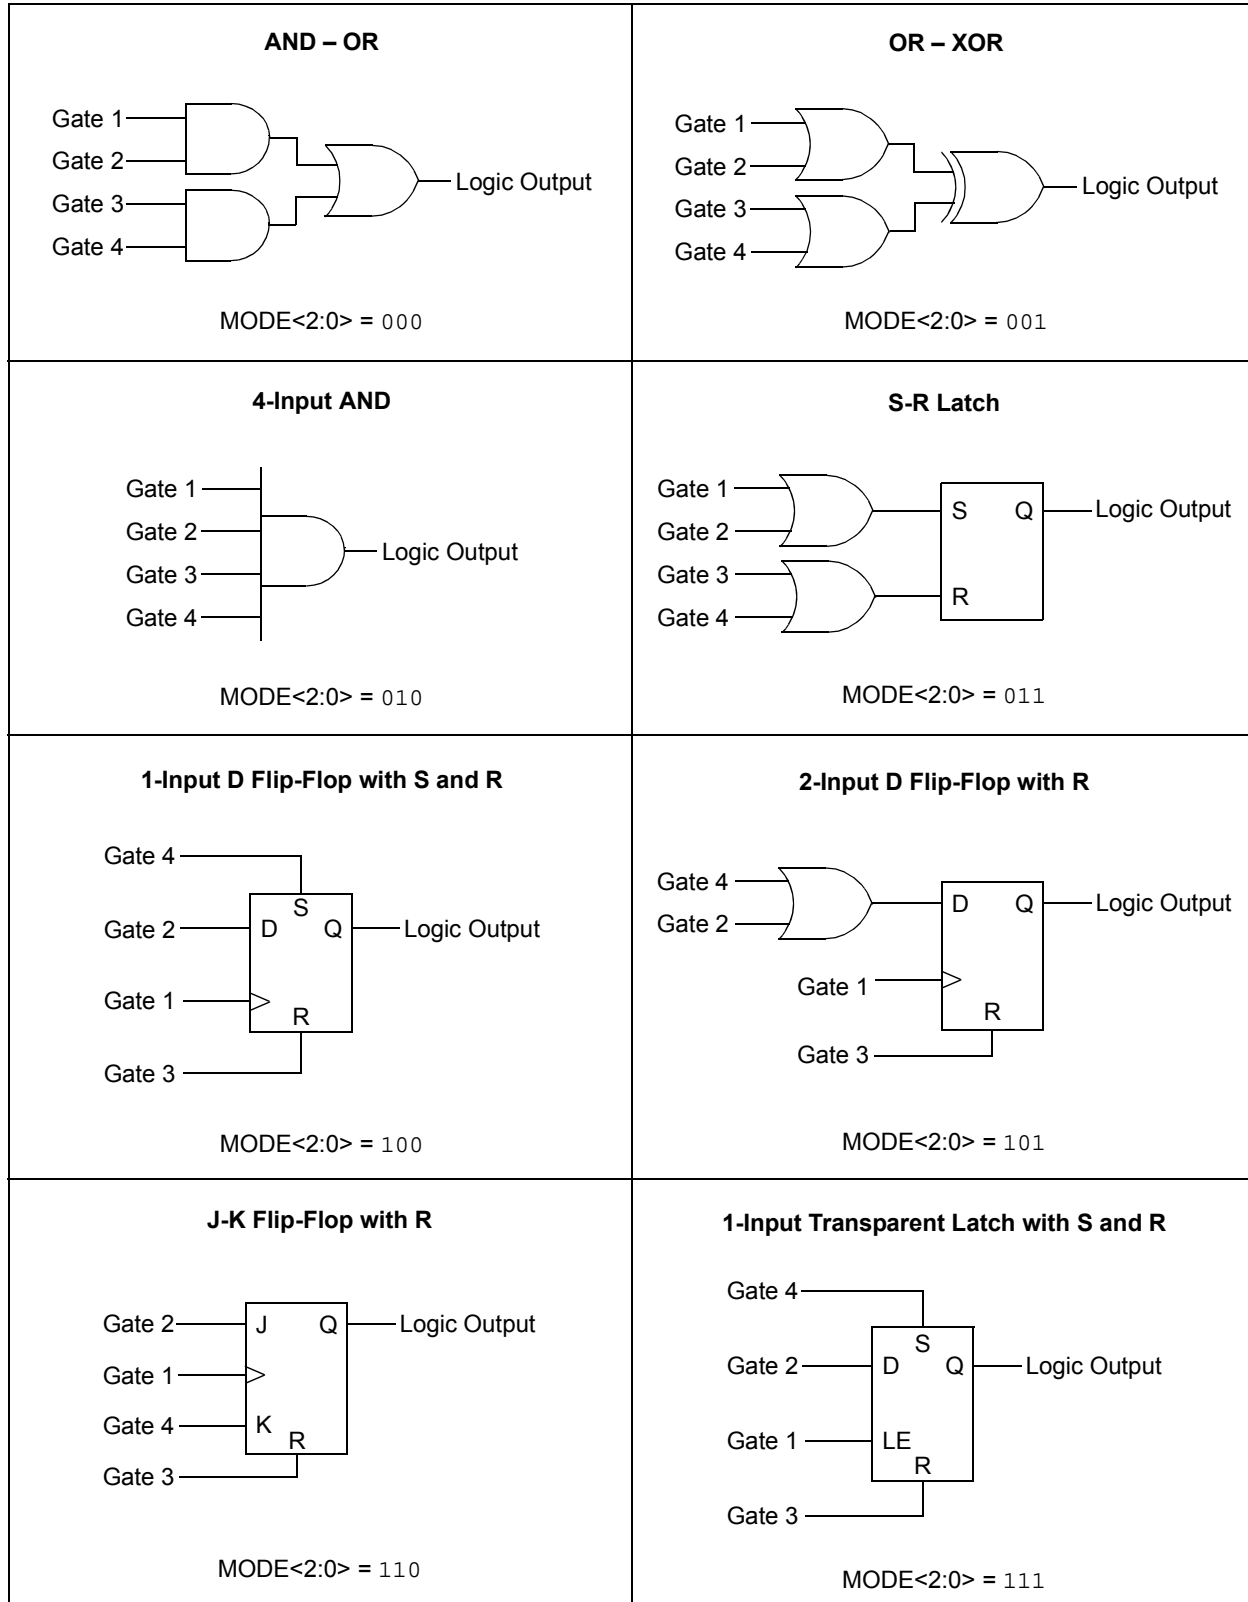 AND – OR
Gate 1
Gate 2
Gate 3
Gate 4
Logic Output
MODE<2:0> = 000
OR – XOR
Gate 1
Gate 2
Gate 3
Gate 4
Logic Output
MODE<2:0> = 001
4-Input AND
Gate 1
Gate 2
Gate 3
Gate 4
Logic Output
MODE<2:0> = 010
S-R Latch
Gate 1
Gate 2
Gate 3
Gate 4
S Q
R
Logic Output
MODE<2:0> = 011
1-Input D Flip-Flop with S and R
Gate 4
S
Gate 2
D Q
Logic Output
Gate 1
R
Gate 3
MODE<2:0> = 100
2-Input D Flip-Flop with R
Gate 4
Gate 2
D Q
Logic Output
Gate 1
R
Gate 3
MODE<2:0> = 101
J-K Flip-Flop with R
Gate 2
J Q
Logic Output
Gate 1
Gate 4
K
R
Gate 3
MODE<2:0> = 110
1-Input Transparent Latch with S and R
Gate 4
S
Gate 2
D Q
Logic Output
Gate 1
LE
R
Gate 3
MODE<2:0> = 111